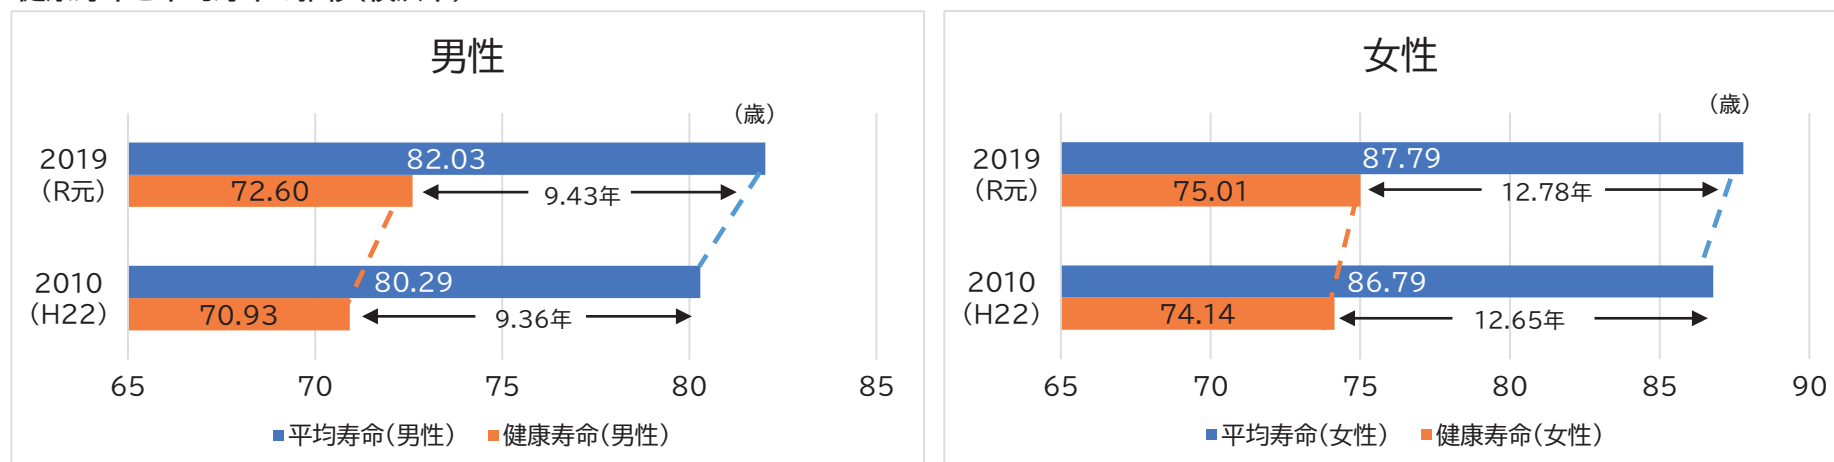 男性
（歳）
2019
（R元）
82.03
72.60
9.43年
2010
（H22）
80.29
70.93
9.36年
65 70 75 80 85
平均寿命（男性） 健康寿命（男性）
女性
（歳）
2019
（R元）
87.79
75.01
12.78年
2010
（H22）
86.79
74.14
12.65年
65 70 75 80 85 90
平均寿命（女性） 健康寿命（女性）